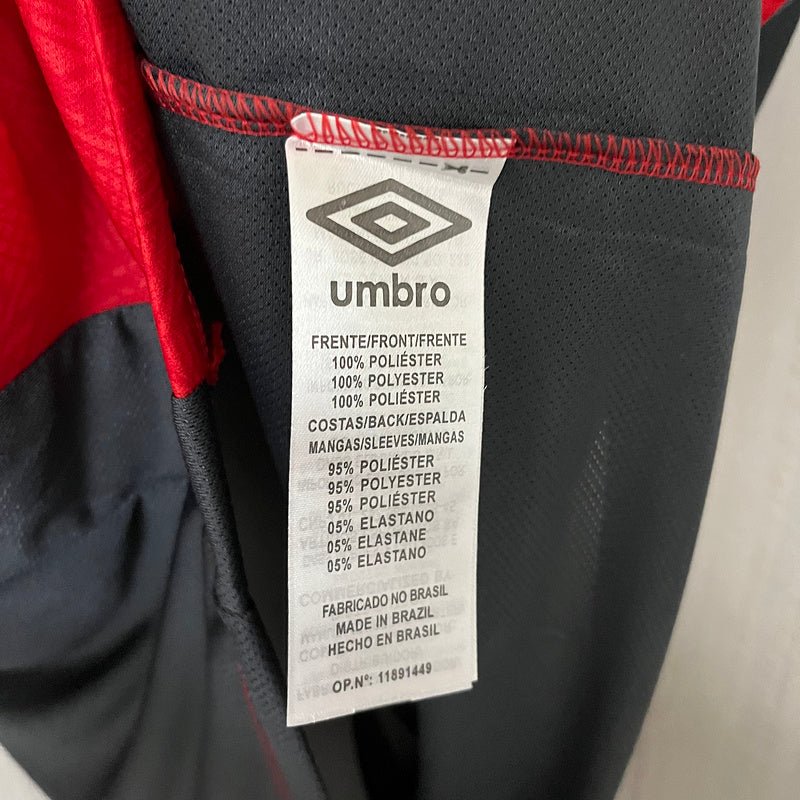 umbro
FRENTE/FRONT/FRENTE
100% POLIÉSTER
100% POLYESTER
100% POLIÉSTER
COSTAS/BACK/ESPALDA
MANGAS/SLEEVES/MANGAS
95% POLIÉSTER
95% POLYESTER
95% POLIÉSTER
05% ELASTANO
05% ELASTANE
05% ELASTANO
FABRICADO NO BRASIL
MADE IN BRAZIL
HECHO EN BRASIL
OP.Nº: 11891449